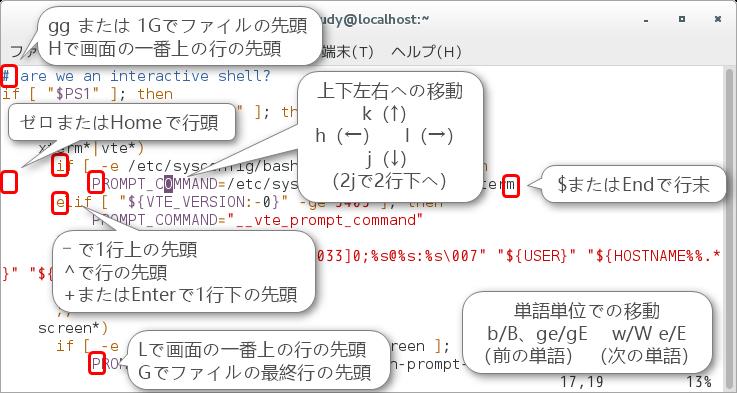 gg または 1Gでファイルの先頭
Hで画面の一番上の行の先頭
udy@localhost:~
ファ
端末(T) ヘルプ(H)
# are we an interactive shell?
if [ "$PS1" ]; then
" ]; th
上下左右への移動
k(↑)
h(←) l(→)
j(↓)
(2jで2行下へ)
ゼロまたはHomeで行頭
xterm*|vte*)
if [ -e /etc/sysconfig/bash
n
PROMPT_COMMAND=/etc/sys
term
$またはEndで行末
elif [ "${VTE_VERSION:-0}" -ge 3405 ]; then
PROMPT_COMMAND="__vte_prompt_command"
- で1行上の先頭
^で行の先頭
+またはEnterで1行下の先頭
033]0;%s@%s:%s\007" "${USER}" "${HOSTNAME%%.*
}" "${
;;
screen*)
単語単位での移動
b/B、ge/gE w/W e/E
(前の単語) (次の単語)
if [ -e
reen ];
PRO
n-prompt-
Lで画面の一番上の行の先頭
Gでファイルの最終行の先頭
17,19 13%